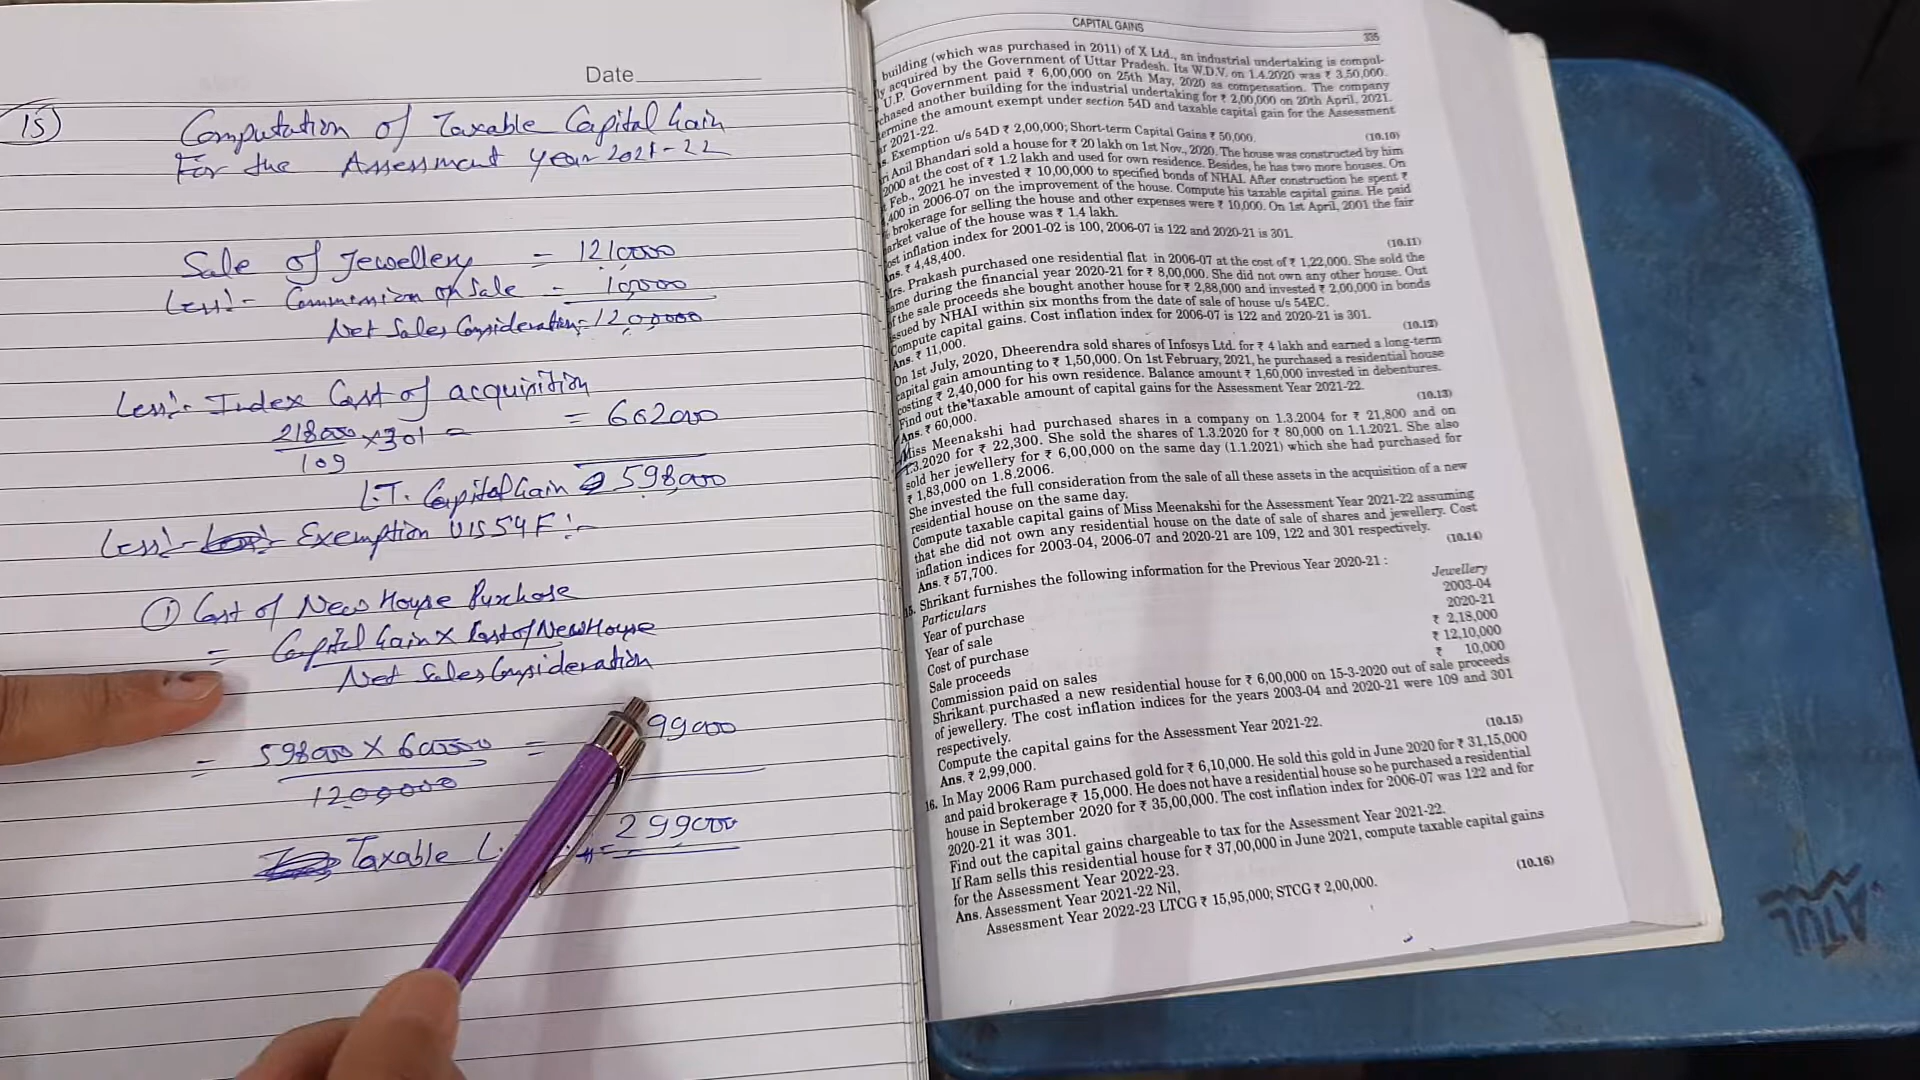 Date
15
Computation of Taxable Capital Gain
For the Assessment year 2021-22
Sale of Jewellery = 1210000
Less:- Commission on Sale = 10000
Net Sales Consideration = 1200000
Less:- Index Cost of acquisition
218000 × 301 = = 602000
109
L.T. Capital Gain 598000
Less:- Exemption U/S 54F:-
① Cost of New House Purchase
= Capital Gain × Cost of New House
Net Sales Consideration
= 598000 × 600000 = 99000
1200000
Taxable L = 299000
CAPITAL GAINS
335
building (which was purchased in 2011) of X Ltd., an industrial undertaking is compul-
ly acquired by the Government of Uttar Pradesh. Its W.D.V. on 1.4.2020 was ₹ 3,50,000.
U.P. Government paid ₹ 6,00,000 on 25th May, 2020 as compensation. The company
chased another building for the industrial undertaking for ₹ 2,00,000 on 20th April, 2021.
ermine the amount exempt under section 54D and taxable capital gain for the Assessment
r 2021-22.
s. Exemption u/s 54D ₹ 2,00,000; Short-term Capital Gains ₹ 50,000.
(10.10)
ri Anil Bhandari sold a house for ₹ 20 lakh on 1st Nov., 2020. The house was constructed by him
2000 at the cost of ₹ 1.2 lakh and used for own residence. Besides, he has two more houses. On
t Feb., 2021 he invested ₹ 10,00,000 to specified bonds of NHAI. After construction he spent ₹
400 in 2006-07 on the improvement of the house. Compute his taxable capital gains. He paid
brokerage for selling the house and other expenses were ₹ 10,000. On 1st April, 2001 the fair
arket value of the house was ₹ 1.4 lakh.
ost inflation index for 2001-02 is 100, 2006-07 is 122 and 2020-21 is 301.
ns. ₹ 4,48,400.
(10.11)
Mrs. Prakash purchased one residential flat in 2006-07 at the cost of ₹ 1,22,000. She sold the
ame during the financial year 2020-21 for ₹ 8,00,000. She did not own any other house. Out
of the sale proceeds she bought another house for ₹ 2,88,000 and invested ₹ 2,00,000 in bonds
ssued by NHAI within six months from the date of sale of house u/s 54EC.
Compute capital gains. Cost inflation index for 2006-07 is 122 and 2020-21 is 301.
Ans. ₹ 11,000.
(10.12)
On 1st July, 2020, Dheerendra sold shares of Infosys Ltd. for ₹ 4 lakh and earned a long-term
capital gain amounting to ₹ 1,50,000. On 1st February, 2021, he purchased a residential house
costing ₹ 2,40,000 for his own residence. Balance amount ₹ 1,60,000 invested in debentures.
Find out the taxable amount of capital gains for the Assessment Year 2021-22.
Ans. ₹ 60,000.
(10.13)
Miss Meenakshi had purchased shares in a company on 1.3.2004 for ₹ 21,800 and on
1.3.2020 for ₹ 22,300. She sold the shares of 1.3.2020 for ₹ 80,000 on 1.1.2021. She also
sold her jewellery for ₹ 6,00,000 on the same day (1.1.2021) which she had purchased for
₹ 1,83,000 on 1.8.2006.
She invested the full consideration from the sale of all these assets in the acquisition of a new
residential house on the same day.
Compute taxable capital gains of Miss Meenakshi for the Assessment Year 2021-22 assuming
that she did not own any residential house on the date of sale of shares and jewellery. Cost
inflation indices for 2003-04, 2006-07 and 2020-21 are 109, 122 and 301 respectively.
Ans. ₹ 57,700.
(10.14)
15. Shrikant furnishes the following information for the Previous Year 2020-21 :
Particulars Jewellery
Year of purchase 2003-04
Year of sale 2020-21
Cost of purchase ₹ 2,18,000
Sale proceeds ₹ 12,10,000
Commission paid on sales ₹ 10,000
Shrikant purchased a new residential house for ₹ 6,00,000 on 15-3-2020 out of sale proceeds
of jewellery. The cost inflation indices for the years 2003-04 and 2020-21 were 109 and 301
respectively.
Compute the capital gains for the Assessment Year 2021-22.
Ans. ₹ 2,99,000.
(10.15)
16. In May 2006 Ram purchased gold for ₹ 6,10,000. He sold this gold in June 2020 for ₹ 31,15,000
and paid brokerage ₹ 15,000. He does not have a residential house so he purchased a residential
house in September 2020 for ₹ 35,00,000. The cost inflation index for 2006-07 was 122 and for
2020-21 it was 301.
Find out the capital gains chargeable to tax for the Assessment Year 2021-22.
If Ram sells this residential house for ₹ 37,00,000 in June 2021, compute taxable capital gains
for the Assessment Year 2022-23.
Ans. Assessment Year 2021-22 Nil,
Assessment Year 2022-23 LTCG ₹ 15,95,000; STCG ₹ 2,00,000.
(10.16)
ATUL